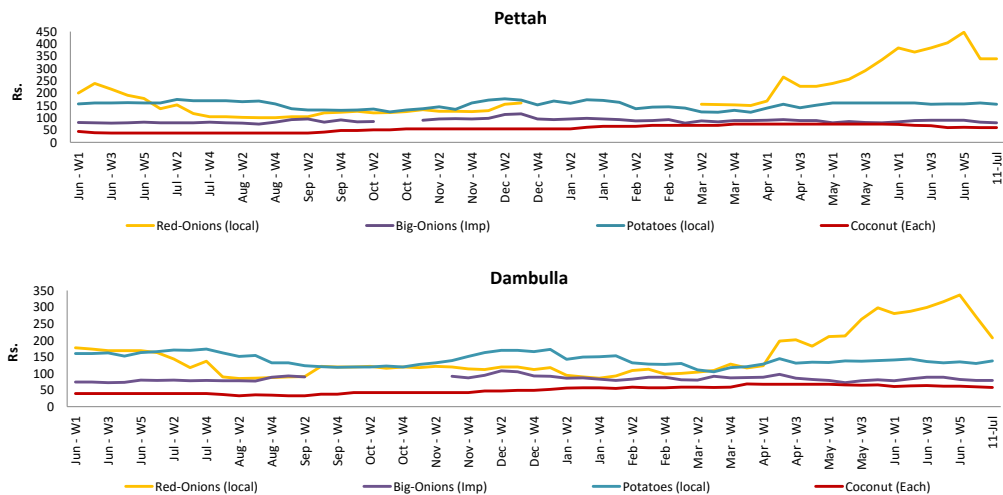 Pettah
450
400
350
300
250
200
150
100
50
0
Rs.
Jun - W1
Jun - W3
Jun - W5
Jul - W2
Jul - W4
Aug - W2
Aug - W4
Sep - W2
Sep - W4
Oct - W2
Oct - W4
Nov - W2
Nov - W4
Dec - W2
Dec - W4
Jan - W2
Jan - W4
Feb - W2
Feb - W4
Mar - W2
Mar - W4
Apr - W1
Apr - W3
May - W1
May - W3
Jun - W1
Jun - W3
Jun - W5
11-Jul
Red-Onions (local) Big-Onions (Imp) Potatoes (local) Coconut (Each)
Dambulla
350
300
250
200
150
100
50
0
Rs.
Jun - W1
Jun - W3
Jun - W5
Jul - W2
Jul - W4
Aug - W2
Aug - W4
Sep - W2
Sep - W4
Oct - W2
Oct - W4
Nov - W2
Nov - W4
Dec - W2
Dec - W4
Jan - W2
Jan - W4
Feb - W2
Feb - W4
Mar - W2
Mar - W4
Apr - W1
Apr - W3
May - W1
May - W3
Jun - W1
Jun - W3
Jun - W5
11-Jul
Red-Onions (local) Big-Onions (Imp) Potatoes (local) Coconut (Each)